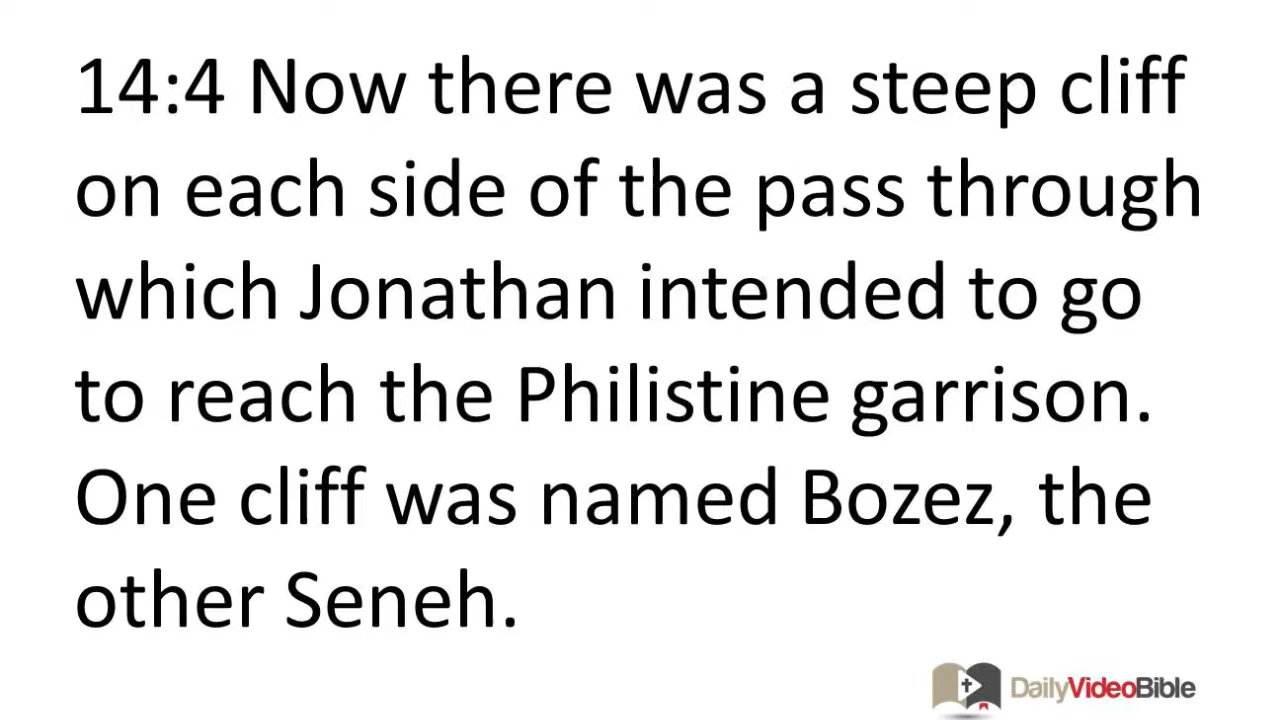 14:4 Now there was a steep cliff
on each side of the pass through
which Jonathan intended to go
to reach the Philistine garrison.
One cliff was named Bozez, the
other Seneh.
DailyVideoBible